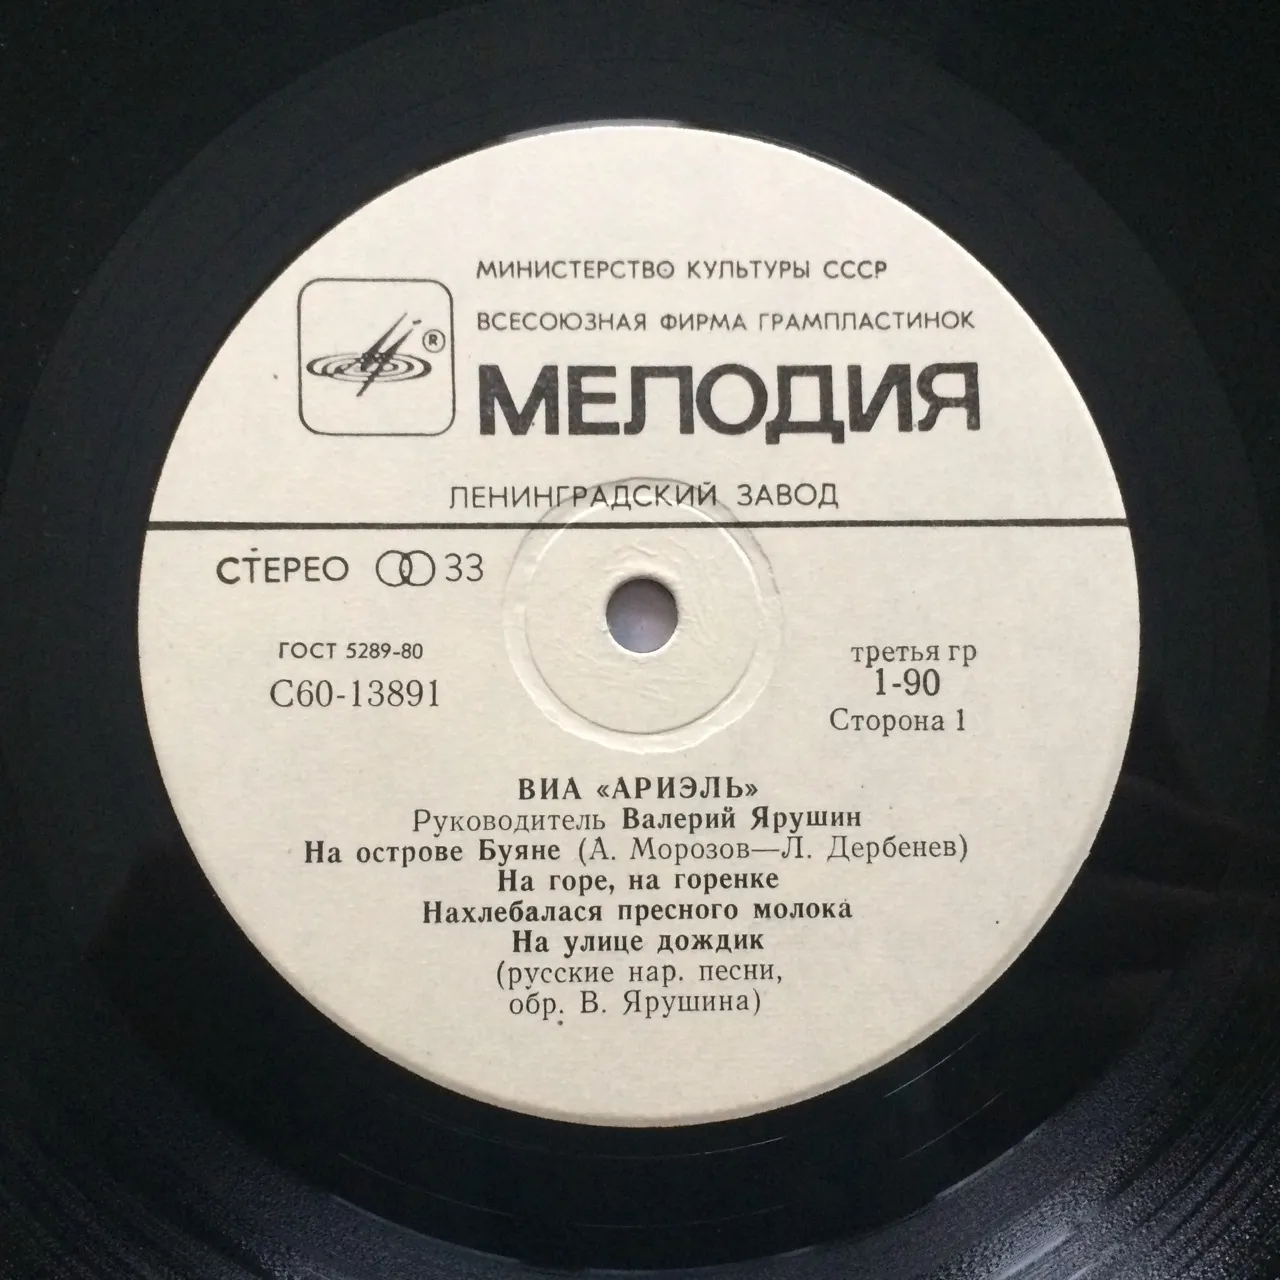 МИНИСТЕРСТВО КУЛЬТУРЫ СССР
ВСЕСОЮЗНАЯ ФИРМА ГРАМПЛАСТИНОК
®
МЕЛОДИЯ
ЛЕНИНГРАДСКИЙ ЗАВОД
СТЕРЕО 33
ГОСТ 5289-80
С60-13891
третья гр
1-90
Сторона 1
ВИА «АРИЭЛЬ»
Руководитель Валерий Ярушин
На острове Буяне (А. Морозов—Л. Дербенев)
На горе, на горенке
Нахлебалася пресного молока
На улице дождик
(русские нар. песни,
обр. В. Ярушина)